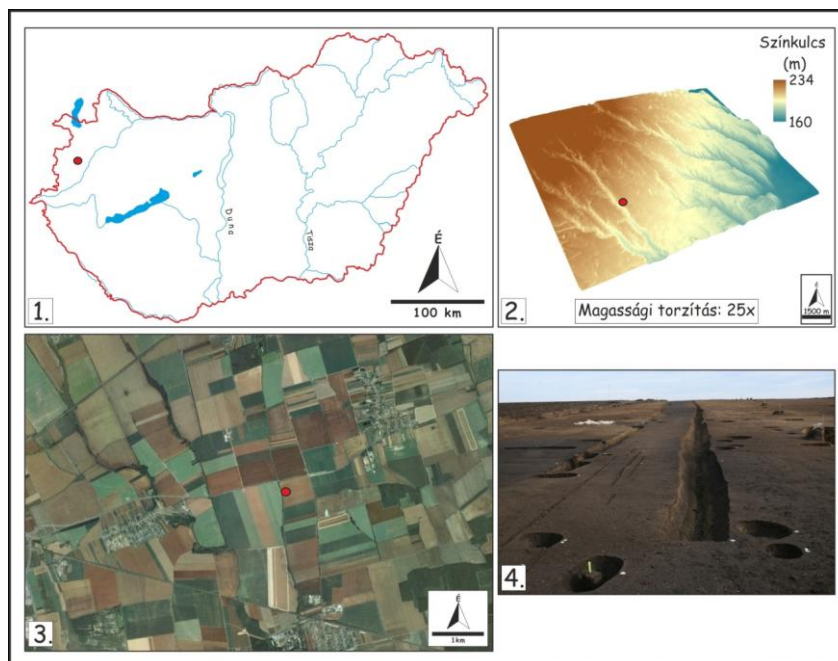 1.
Duna
Tisza
É
100 km
2.
Színkulcs
(m)
234
160
Magassági torzítás: 25x
É
1500 m
3.
É
1km
4.